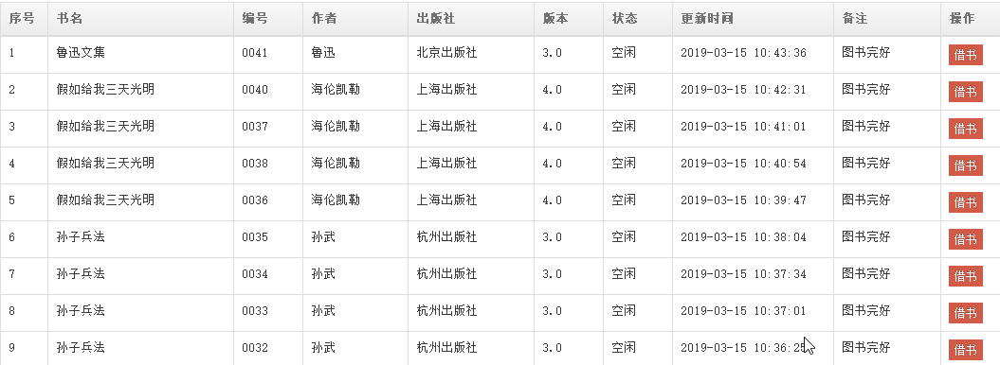 序号 书名 编号 作者 出版社 版本 状态 更新时间 备注 操作
1 鲁迅文集 0041 鲁迅 北京出版社 3.0 空闲 2019-03-15 10:43:36 图书完好 借书
2 假如给我三天光明 0040 海伦凯勒 上海出版社 4.0 空闲 2019-03-15 10:42:31 图书完好 借书
3 假如给我三天光明 0037 海伦凯勒 上海出版社 4.0 空闲 2019-03-15 10:41:01 图书完好 借书
4 假如给我三天光明 0038 海伦凯勒 上海出版社 4.0 空闲 2019-03-15 10:40:54 图书完好 借书
5 假如给我三天光明 0036 海伦凯勒 上海出版社 4.0 空闲 2019-03-15 10:39:47 图书完好 借书
6 孙子兵法 0035 孙武 杭州出版社 3.0 空闲 2019-03-15 10:38:04 图书完好 借书
7 孙子兵法 0034 孙武 杭州出版社 3.0 空闲 2019-03-15 10:37:34 图书完好 借书
8 孙子兵法 0033 孙武 杭州出版社 3.0 空闲 2019-03-15 10:37:01 图书完好 借书
9 孙子兵法 0032 孙武 杭州出版社 3.0 空闲 2019-03-15 图书完好 借书